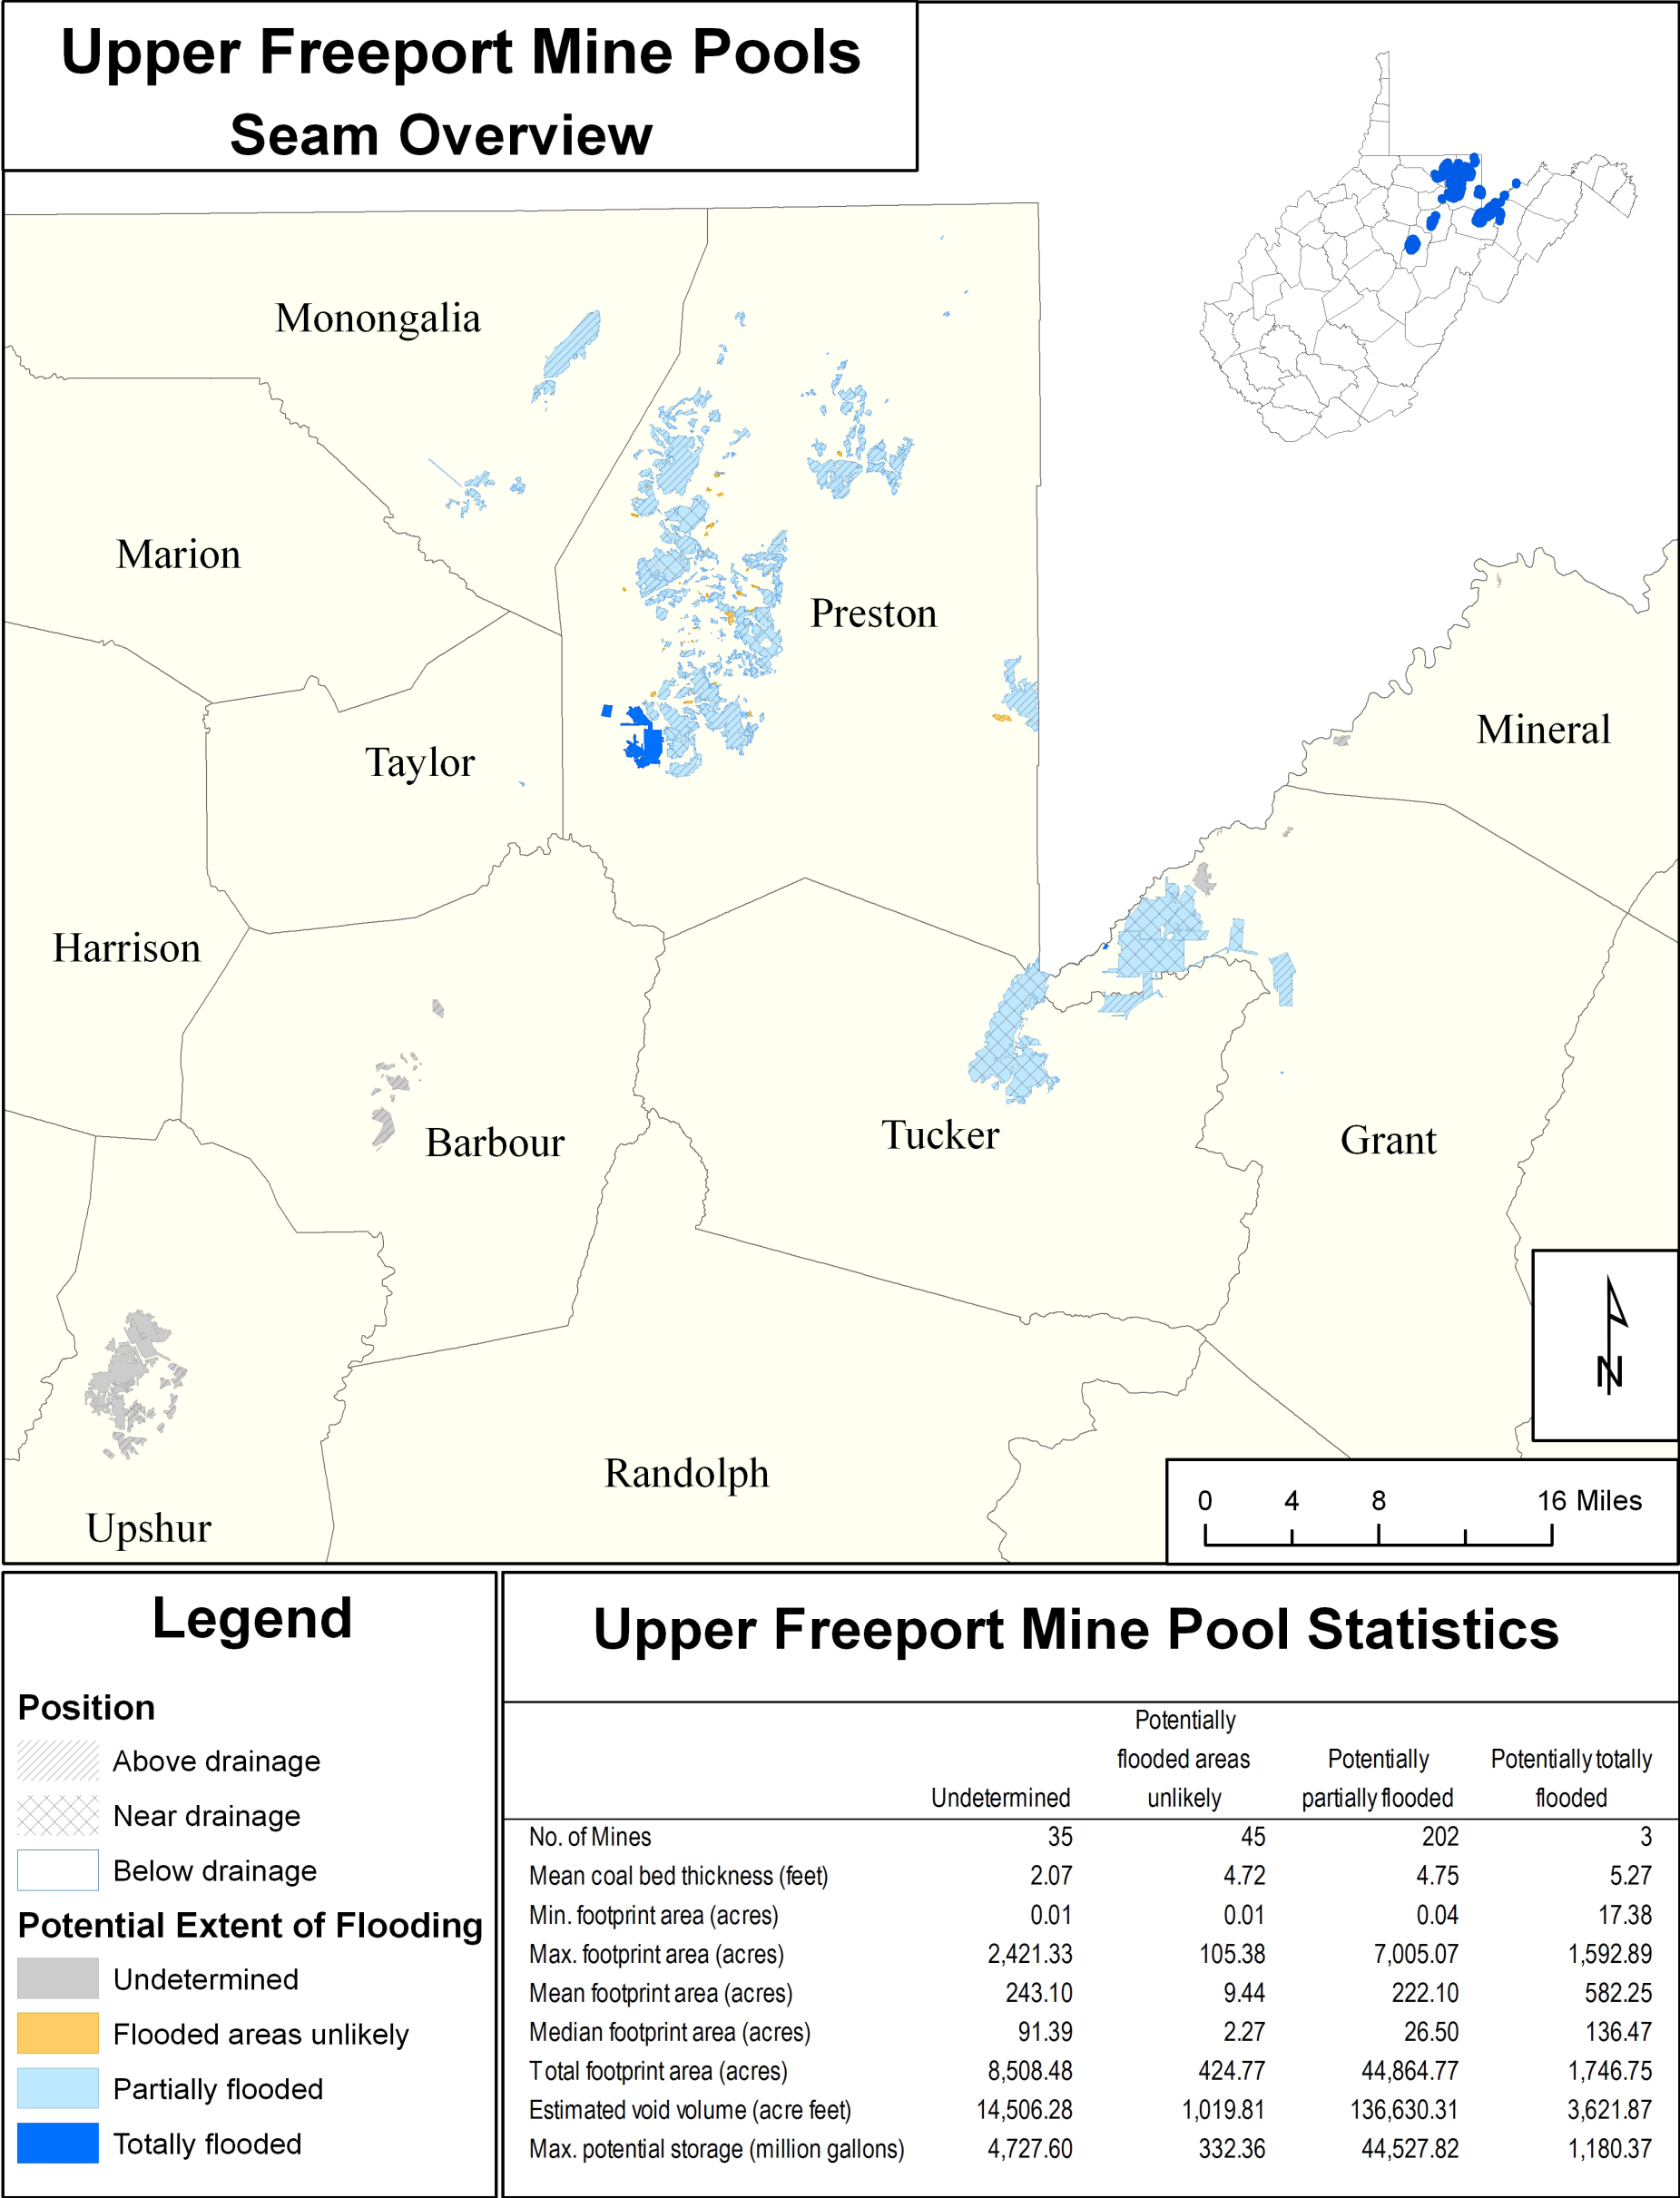 Upper Freeport Mine Pools
Seam Overview
Monongalia
Marion
Preston
Mineral
Taylor
Harrison
Barbour
Tucker
Grant
Randolph
Upshur
N
0 4 8 16 Miles
Legend
Position
Above drainage
Near drainage
Below drainage
Potential Extent of Flooding
Undetermined
Flooded areas unlikely
Partially flooded
Totally flooded
Upper Freeport Mine Pool Statistics
Potentially
flooded areas Potentially Potentially totally
Undetermined unlikely partially flooded flooded
No. of Mines 35 45 202 3
Mean coal bed thickness (feet) 2.07 4.72 4.75 5.27
Min. footprint area (acres) 0.01 0.01 0.04 17.38
Max. footprint area (acres) 2,421.33 105.38 7,005.07 1,592.89
Mean footprint area (acres) 243.10 9.44 222.10 582.25
Median footprint area (acres) 91.39 2.27 26.50 136.47
Total footprint area (acres) 8,508.48 424.77 44,864.77 1,746.75
Estimated void volume (acre feet) 14,506.28 1,019.81 136,630.31 3,621.87
Max. potential storage (million gallons) 4,727.60 332.36 44,527.82 1,180.37